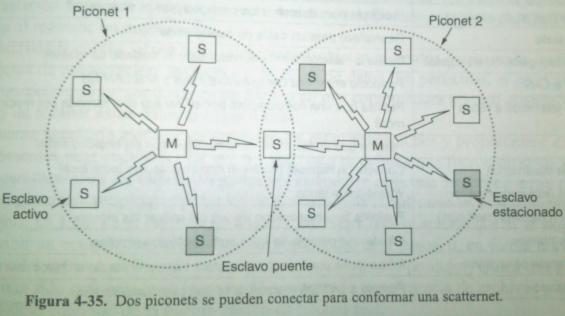 Piconet 1
Piconet 2
S
S
S
S
S
S
M
S
M
S
S
S
S
S
Esclavo
activo
Esclavo
estacionado
Esclavo puente
Figura 4-35. Dos piconets se pueden conectar para conformar una scatternet.